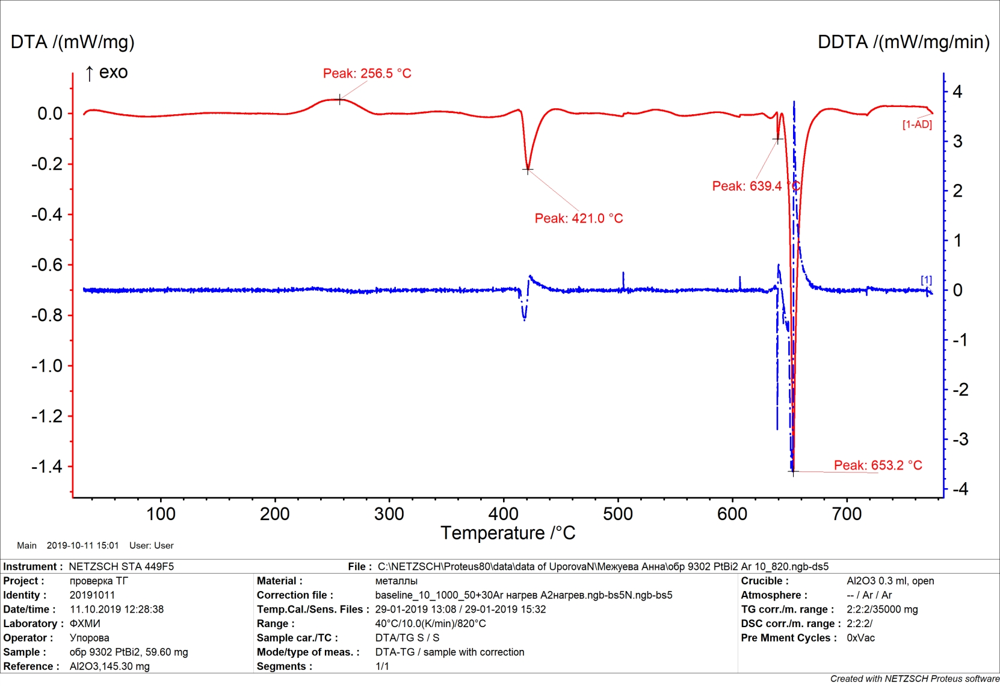 DTA /(mW/mg)
DDTA /(mW/mg/min)
↑ exo
Peak: 256.5 °C
4
0.0
[1-AD]
3
-0.2
Peak: 639.4 °C
2
-0.4
Peak: 421.0 °C
1
-0.6
[1]
0
-0.8
-1
-1.0
-2
-1.2
-3
-1.4
Peak: 653.2 °C
-4
100 200 300 400 500 600 700
Temperature /°C
Main 2019-10-11 15:01 User: User
Instrument : NETZSCH STA 449F5 File : C:\NETZSCH\Proteus80\data\data of UporovaN\Межуева Анна\обр 9302 PtBi2 Ar 10_820.ngb-ds5
Project : проверка ТГ Material : металлы Crucible : Al2O3 0.3 ml, open
Identity : 20191011 Correction file : baseline_10_1000_50+30Ar нагрев А2нагрев.ngb-bs5N.ngb-bs5 Atmosphere : -- / Ar / Ar
Date/time : 11.10.2019 12:28:38 Temp.Cal./Sens. Files : 29-01-2019 13:08 / 29-01-2019 15:32 TG corr./m. range : 2:2:2/35000 mg
Laboratory : ФХМИ Range : 40°C/10.0(K/min)/820°C DSC corr./m. range : 2:2:2/
Operator : Упорова Sample car./TC : DTA/TG S / S Pre Mment Cycles : 0xVac
Sample : обр 9302 PtBi2, 59.60 mg Mode/type of meas. : DTA-TG / sample with correction
Reference : Al2O3,145.30 mg Segments : 1/1
Created with NETZSCH Proteus software